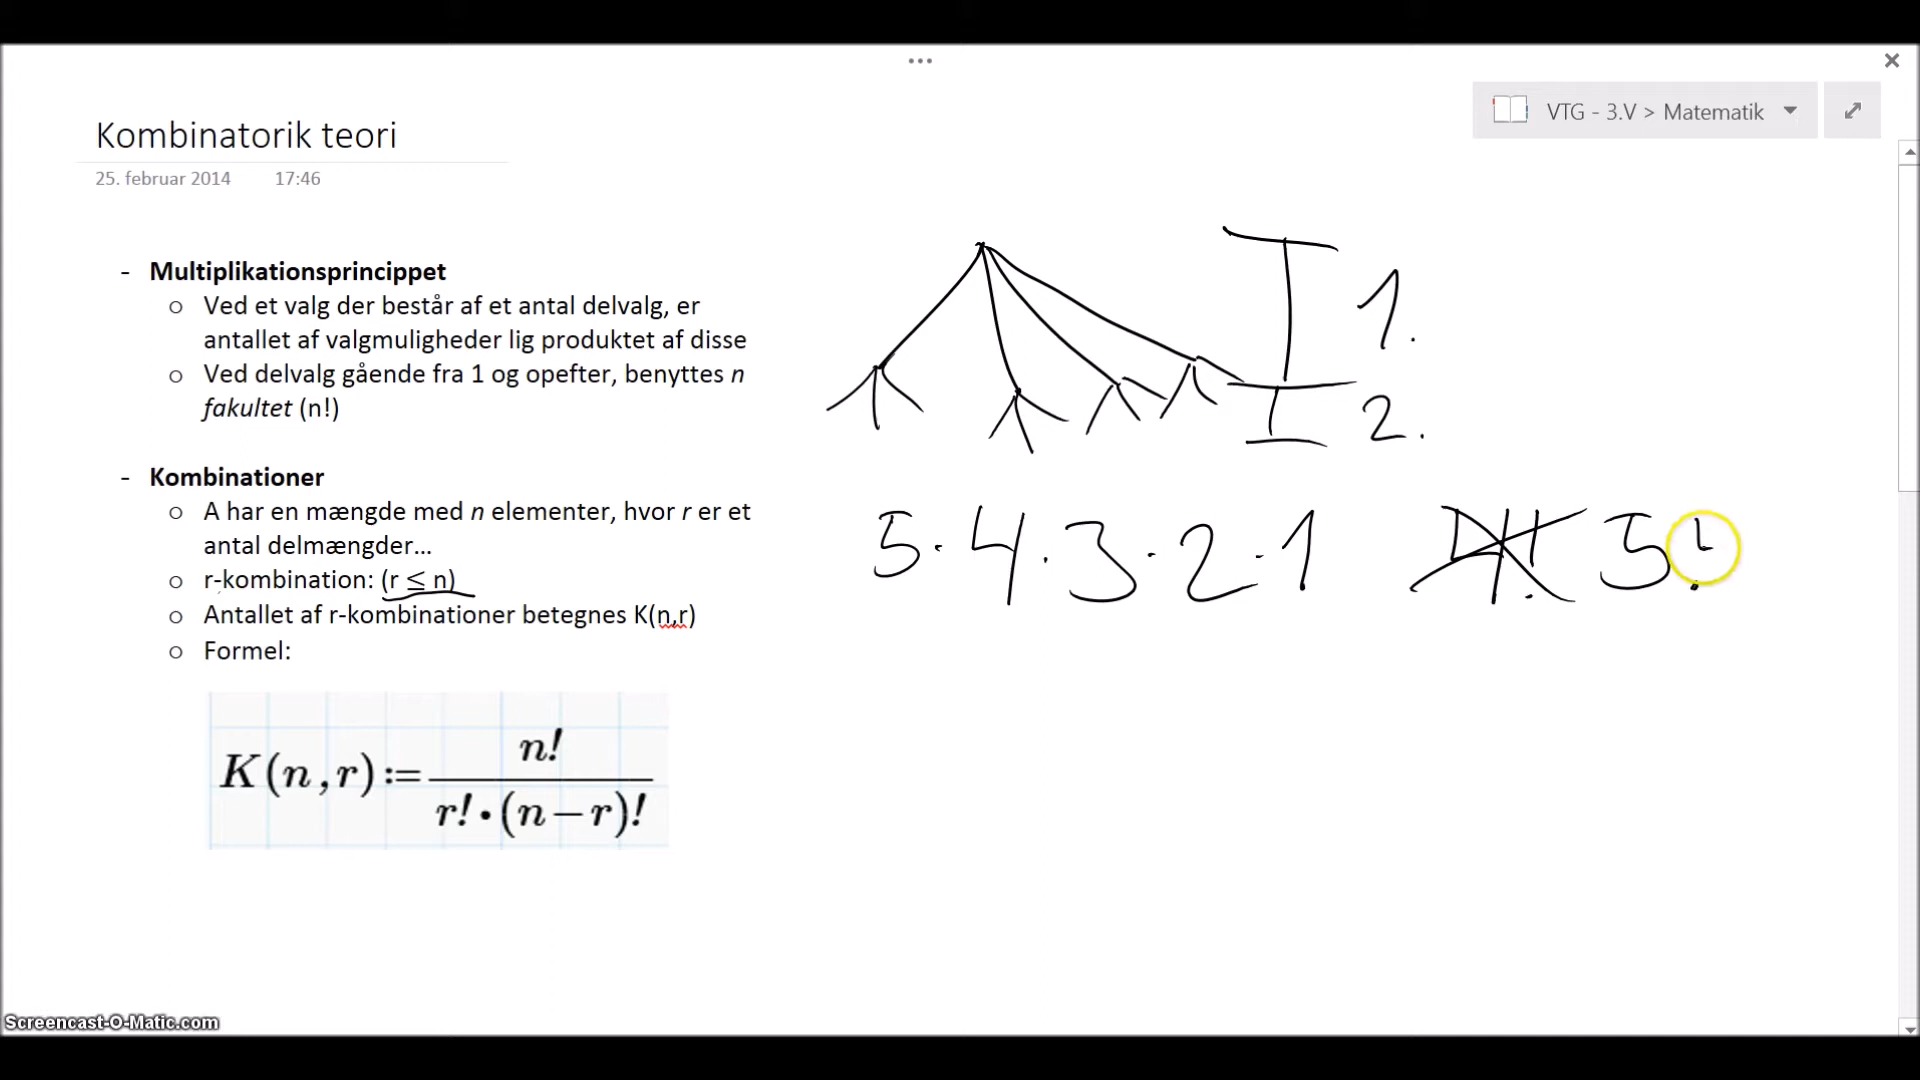 VTG - 3.V > Matematik
Kombinatorik teori
25. februar 2014 17:46
- Multiplikationsprincippet
o Ved et valg der består af et antal delvalg, er
antallet af valgmuligheder lig produktet af disse
o Ved delvalg gående fra 1 og opefter, benyttes n
fakultet (n!)
- Kombinationer
o A har en mængde med n elementer, hvor r er et
antal delmængder...
o r-kombination: (r ≤ n)
o Antallet af r-kombinationer betegnes K(n,r)
o Formel:
K(n,r):= n! / r!•(n−r)!
1.
2.
5·4·3·2·1 5!
Screencast-O-Matic.com